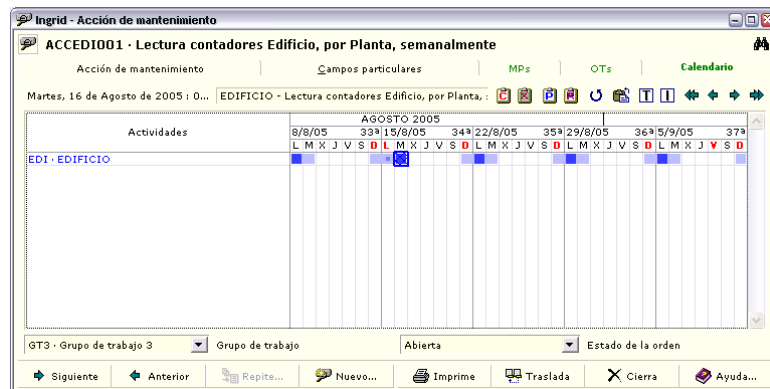 Ingrid - Acción de mantenimiento
ACCEDI001 · Lectura contadores Edificio, por Planta, semanalmente
Acción de mantenimiento Campos particulares MPs OTs Calendario
Martes, 16 de Agosto de 2005 : 0... EDIFICIO - Lectura contadores Edificio, por Planta, :
AGOSTO 2005
Actividades 8/8/05 33ª 15/8/05 34ª 22/8/05 35ª 29/8/05 36ª 5/9/05 37ª
L M X J V S D L M X J V S D L M X J V S D L M X J V S D L M X J V S D
EDI · EDIFICIO
GT3 · Grupo de trabajo 3 Grupo de trabajo Abierta Estado de la orden
Siguiente Anterior Repite... Nuevo... Imprime Traslada Cierra Ayuda...